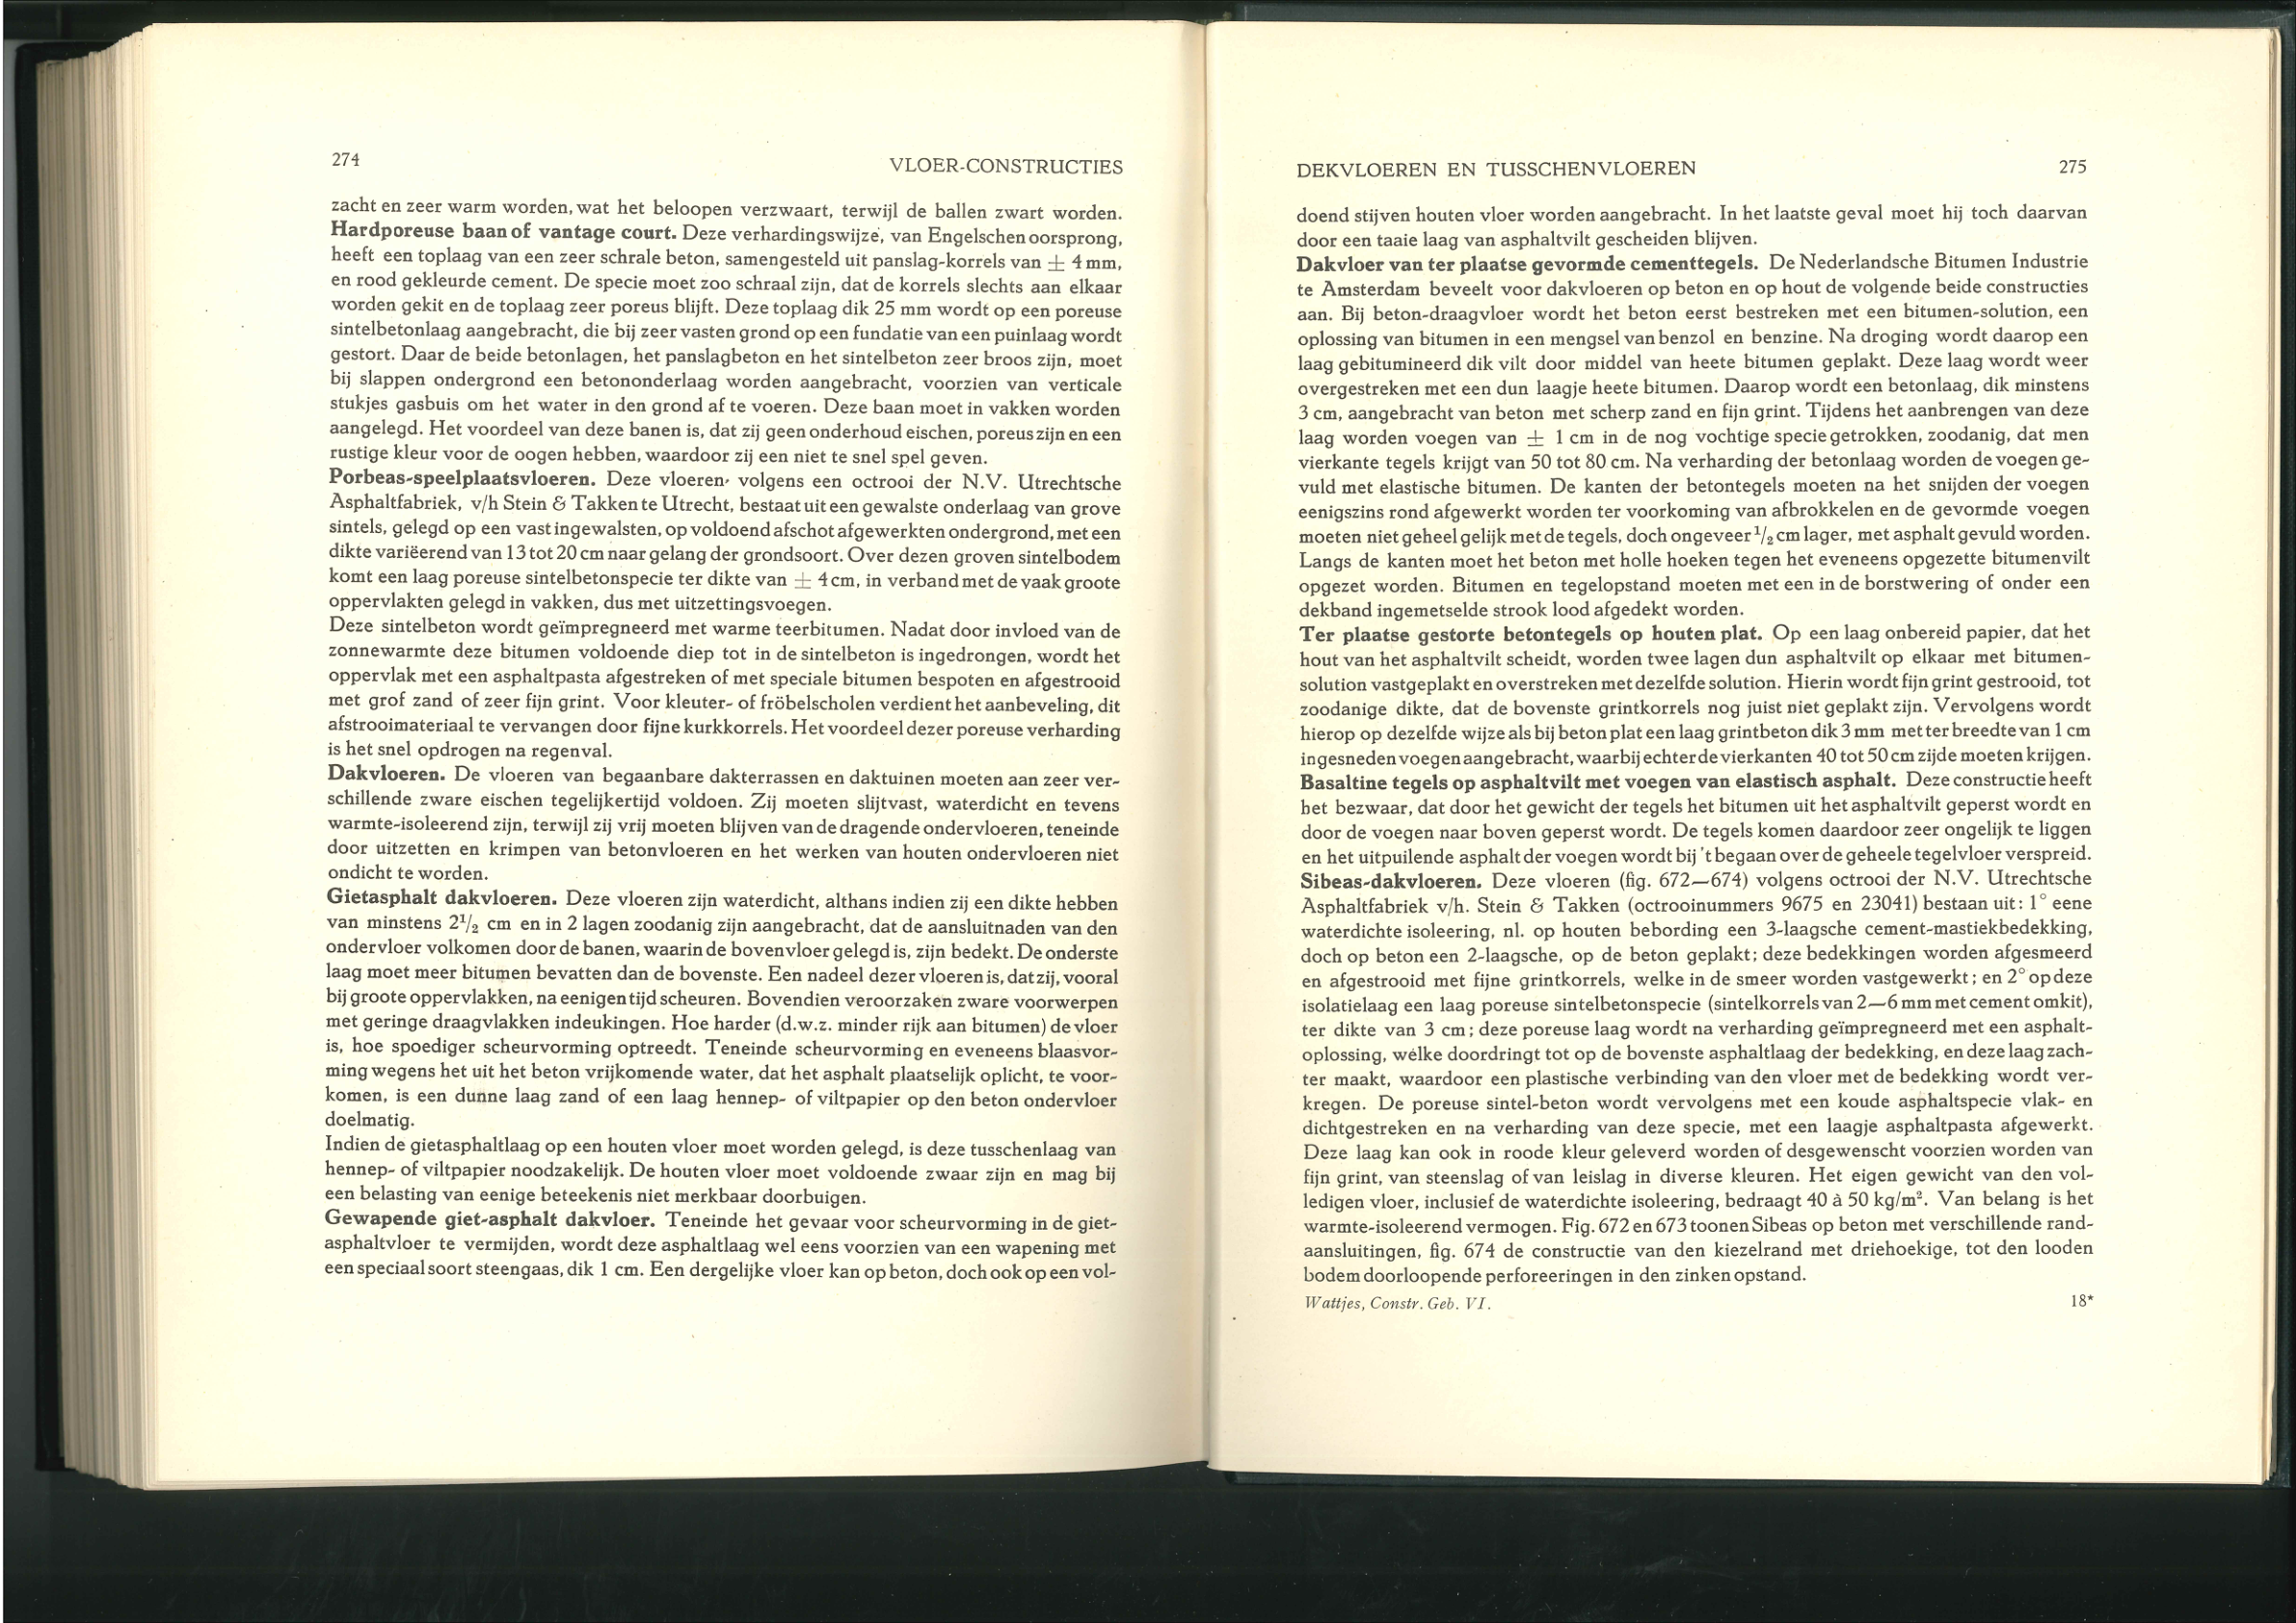 274
VLOER-CONSTRUCTIES
zacht en zeer warm worden, wat het beloopen verzwaart, terwijl de ballen zwart worden.
Hardporeuse baan of vantage court. Deze verhardingswijze, van Engelschen oorsprong,
heeft een toplaag van een zeer schrale beton, samengesteld uit panslag-korrels van ± 4 mm,
en rood gekleurde cement. De specie moet zoo schraal zijn, dat de korrels slechts aan elkaar
worden gekit en de toplaag zeer poreus blijft. Deze toplaag dik 25 mm wordt op een poreuse
sintelbetonlaag aangebracht, die bij zeer vasten grond op een fundatie van een puinlaag wordt
gestort. Daar de beide betonlagen, het panslagbeton en het sintelbeton zeer broos zijn, moet
bij slappen ondergrond een betononderlaag worden aangebracht, voorzien van verticale
stukjes gasbuis om het water in den grond af te voeren. Deze baan moet in vakken worden
aangelegd. Het voordeel van deze banen is, dat zij geen onderhoud eischen, poreus zijn en een
rustige kleur voor de oogen hebben, waardoor zij een niet te snel spel geven.
Porbeas-speelplaatsvloeren. Deze vloeren, volgens een octrooi der N.V. Utrechtsche
Asphaltfabriek, v/h Stein & Takken te Utrecht, bestaat uit een gewalste onderlaag van grove
sintels, gelegd op een vast ingewalsten, op voldoend afschot afgewerkten ondergrond, met een
dikte variëerend van 13 tot 20 cm naar gelang der grondsoort. Over dezen groven sintelbodem
komt een laag poreuse sintelbetonspecie ter dikte van ± 4 cm, in verband met de vaak groote
oppervlakten gelegd in vakken, dus met uitzettingsvoegen.
Deze sintelbeton wordt geïmpregneerd met warme teerbitumen. Nadat door invloed van de
zonnewarmte deze bitumen voldoende diep tot in de sintelbeton is ingedrongen, wordt het
oppervlak met een asphaltpasta afgestreken of met speciale bitumen bespoten en afgestrooid
met grof zand of zeer fijn grint. Voor kleuter- of fröbelscholen verdient het aanbeveling, dit
afstrooimateriaal te vervangen door fijne kurkkorrels. Het voordeel dezer poreuse verharding
is het snel opdrogen na regenval.
Dakvloeren. De vloeren van begaanbare dakterrassen en daktuinen moeten aan zeer ver-
schillende zware eischen tegelijkertijd voldoen. Zij moeten slijtvast, waterdicht en tevens
warmte-isoleerend zijn, terwijl zij vrij moeten blijven van de dragende ondervloeren, teneinde
door uitzetten en krimpen van betonvloeren en het werken van houten ondervloeren niet
ondicht te worden.
Gietasphalt dakvloeren. Deze vloeren zijn waterdicht, althans indien zij een dikte hebben
van minstens 2¹/₂ cm en in 2 lagen zoodanig zijn aangebracht, dat de aansluitnaden van den
ondervloer volkomen door de banen, waarin de bovenvloer gelegd is, zijn bedekt. De onderste
laag moet meer bitumen bevatten dan de bovenste. Een nadeel dezer vloeren is, dat zij, vooral
bij groote oppervlakken, na eenigen tijd scheuren. Bovendien veroorzaken zware voorwerpen
met geringe draagvlakken indeukingen. Hoe harder (d.w.z. minder rijk aan bitumen) de vloer
is, hoe spoediger scheurvorming optreedt. Teneinde scheurvorming en eveneens blaasvor-
ming wegens het uit het beton vrijkomende water, dat het asphalt plaatselijk oplicht, te voor-
komen, is een dunne laag zand of een laag hennep- of viltpapier op den beton ondervloer
doelmatig.
Indien de gietasphaltlaag op een houten vloer moet worden gelegd, is deze tusschenlaag van
hennep- of viltpapier noodzakelijk. De houten vloer moet voldoende zwaar zijn en mag bij
een belasting van eenige beteekenis niet merkbaar doorbuigen.
Gewapende giet-asphalt dakvloer. Teneinde het gevaar voor scheurvorming in de giet-
asphaltvloer te vermijden, wordt deze asphaltlaag wel eens voorzien van een wapening met
een speciaal soort steengaas, dik 1 cm. Een dergelijke vloer kan op beton, doch ook op een vol-
DEKVLOEREN EN TUSSCHENVLOEREN
275
doend stijven houten vloer worden aangebracht. In het laatste geval moet hij toch daarvan
door een taaie laag van asphaltvilt gescheiden blijven.
Dakvloer van ter plaatse gevormde cementtegels. De Nederlandsche Bitumen Industrie
te Amsterdam beveelt voor dakvloeren op beton en op hout de volgende beide constructies
aan. Bij beton-draagvloer wordt het beton eerst bestreken met een bitumen-solution, een
oplossing van bitumen in een mengsel van benzol en benzine. Na droging wordt daarop een
laag gebitumineerd dik vilt door middel van heete bitumen geplakt. Deze laag wordt weer
overgestreken met een dun laagje heete bitumen. Daarop wordt een betonlaag, dik minstens
3 cm, aangebracht van beton met scherp zand en fijn grint. Tijdens het aanbrengen van deze
laag worden voegen van ± 1 cm in de nog vochtige specie getrokken, zoodanig, dat men
vierkante tegels krijgt van 50 tot 80 cm. Na verharding der betonlaag worden de voegen ge-
vuld met elastische bitumen. De kanten der betontegels moeten na het snijden der voegen
eenigszins rond afgewerkt worden ter voorkoming van afbrokkelen en de gevormde voegen
moeten niet geheel gelijk met de tegels, doch ongeveer ¹/₂ cm lager, met asphalt gevuld worden.
Langs de kanten moet het beton met holle hoeken tegen het eveneens opgezette bitumenvilt
opgezet worden. Bitumen en tegelopstand moeten met een in de borstwering of onder een
dekband ingemetselde strook lood afgedekt worden.
Ter plaatse gestorte betontegels op houten plat. Op een laag onbereid papier, dat het
hout van het asphaltvilt scheidt, worden twee lagen dun asphaltvilt op elkaar met bitumen-
solution vastgeplakt en overstreken met dezelfde solution. Hierin wordt fijn grint gestrooid, tot
zoodanige dikte, dat de bovenste grintkorrels nog juist niet geplakt zijn. Vervolgens wordt
hierop op dezelfde wijze als bij beton plat een laag grintbeton dik 3 mm met ter breedte van 1 cm
ingesneden voegen aangebracht, waarbij echter de vierkanten 40 tot 50 cm zijde moeten krijgen.
Basaltine tegels op asphaltvilt met voegen van elastisch asphalt. Deze constructie heeft
het bezwaar, dat door het gewicht der tegels het bitumen uit het asphaltvilt geperst wordt en
door de voegen naar boven geperst wordt. De tegels komen daardoor zeer ongelijk te liggen
en het uitpuilende asphalt der voegen wordt bij 't begaan over de geheele tegelvloer verspreid.
Sibeas-dakvloeren. Deze vloeren (fig. 672—674) volgens octrooi der N.V. Utrechtsche
Asphaltfabriek v/h. Stein & Takken (octrooinummers 9675 en 23041) bestaan uit: 1° eene
waterdichte isoleering, nl. op houten bebording een 3-laagsche cement-mastiekbedekking,
doch op beton een 2-laagsche, op de beton geplakt; deze bedekkingen worden afgesmeerd
en afgestrooid met fijne grintkorrels, welke in de smeer worden vastgewerkt; en 2° op deze
isolatielaag een laag poreuse sintelbetonspecie (sintelkorrels van 2—6 mm met cement omkit),
ter dikte van 3 cm; deze poreuse laag wordt na verharding geïmpregneerd met een asphalt-
oplossing, welke doordringt tot op de bovenste asphaltlaag der bedekking, en deze laag zach-
ter maakt, waardoor een plastische verbinding van den vloer met de bedekking wordt ver-
kregen. De poreuse sintel-beton wordt vervolgens met een koude asphaltspecie vlak- en
dichtgestreken en na verharding van deze specie, met een laagje asphaltpasta afgewerkt.
Deze laag kan ook in roode kleur geleverd worden of desgewenscht voorzien worden van
fijn grint, van steenslag of van leislag in diverse kleuren. Het eigen gewicht van den vol-
ledigen vloer, inclusief de waterdichte isoleering, bedraagt 40 à 50 kg/m². Van belang is het
warmte-isoleerend vermogen. Fig. 672 en 673 toonen Sibeas op beton met verschillende rand-
aansluitingen, fig. 674 de constructie van den kiezelrand met driehoekige, tot den looden
bodem doorloopende perforeeringen in den zinken opstand.
Wattjes, Constr. Geb. VI.
18*